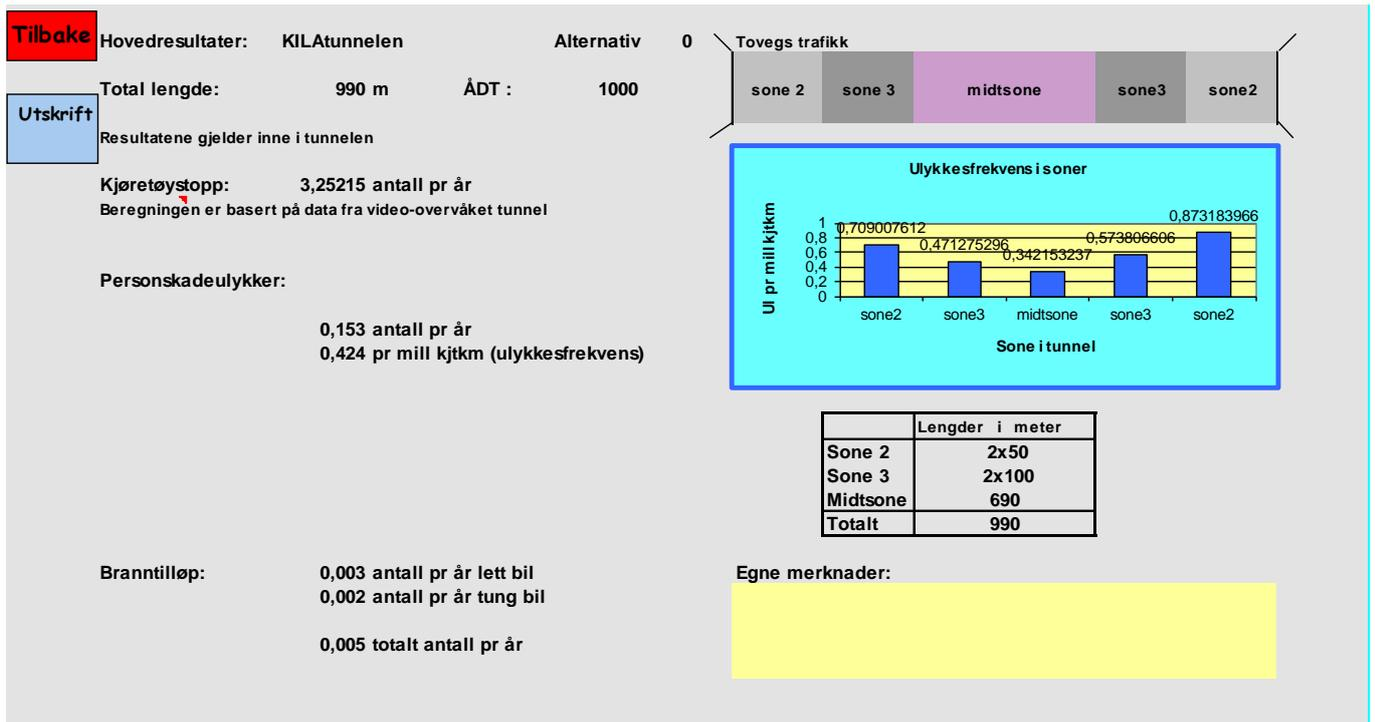 Tilbake
Hovedresultater: KILAtunnelen Alternativ 0
Total lengde: 990 m ÅDT : 1000
Utskrift
Resultatene gjelder inne i tunnelen
Kjøretøystopp: 3,25215 antall pr år
Beregningen er basert på data fra video-overvåket tunnel
Personskadeulykker:
0,153 antall pr år
0,424 pr mill kjtkm (ulykkesfrekvens)
Branntilløp: 0,003 antall pr år lett bil
0,002 antall pr år tung bil
0,005 totalt antall pr år
Tovegs trafikk
sone 2 sone 3 midtsone sone3 sone2
Ulykkesfrekvens i soner
Ul pr mill kjtkm
1
0,8
0,6
0,4
0,2
0
0,709007612
0,471275296
0,342153237
0,573806606
0,873183966
sone2 sone3 midtsone sone3 sone2
Sone i tunnel
Lengder i meter
Sone 2 2x50
Sone 3 2x100
Midtsone 690
Totalt 990
Egne merknader: